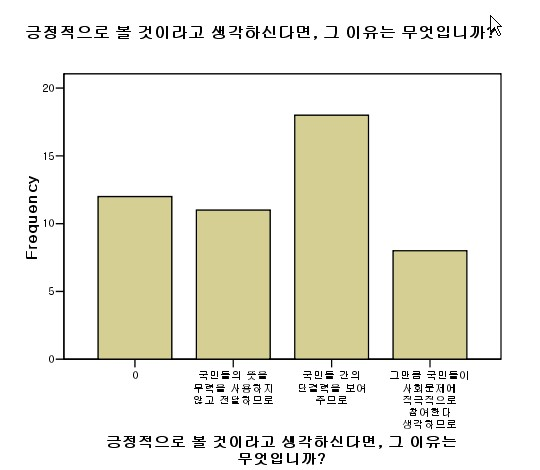 긍정적으로 볼 것이라고 생각하신다면, 그 이유는 무엇입니까?
20
15
10
5
0
Frequency
0
국민들의 뜻을
무력을 사용하지
않고 전달하므로
국민들 간의
단결력을 보여
주므로
그만큼 국민들이
사회문제에
적극적으로
참여한다
생각하므로
긍정적으로 볼 것이라고 생각하신다면, 그 이유는
무엇입니까?